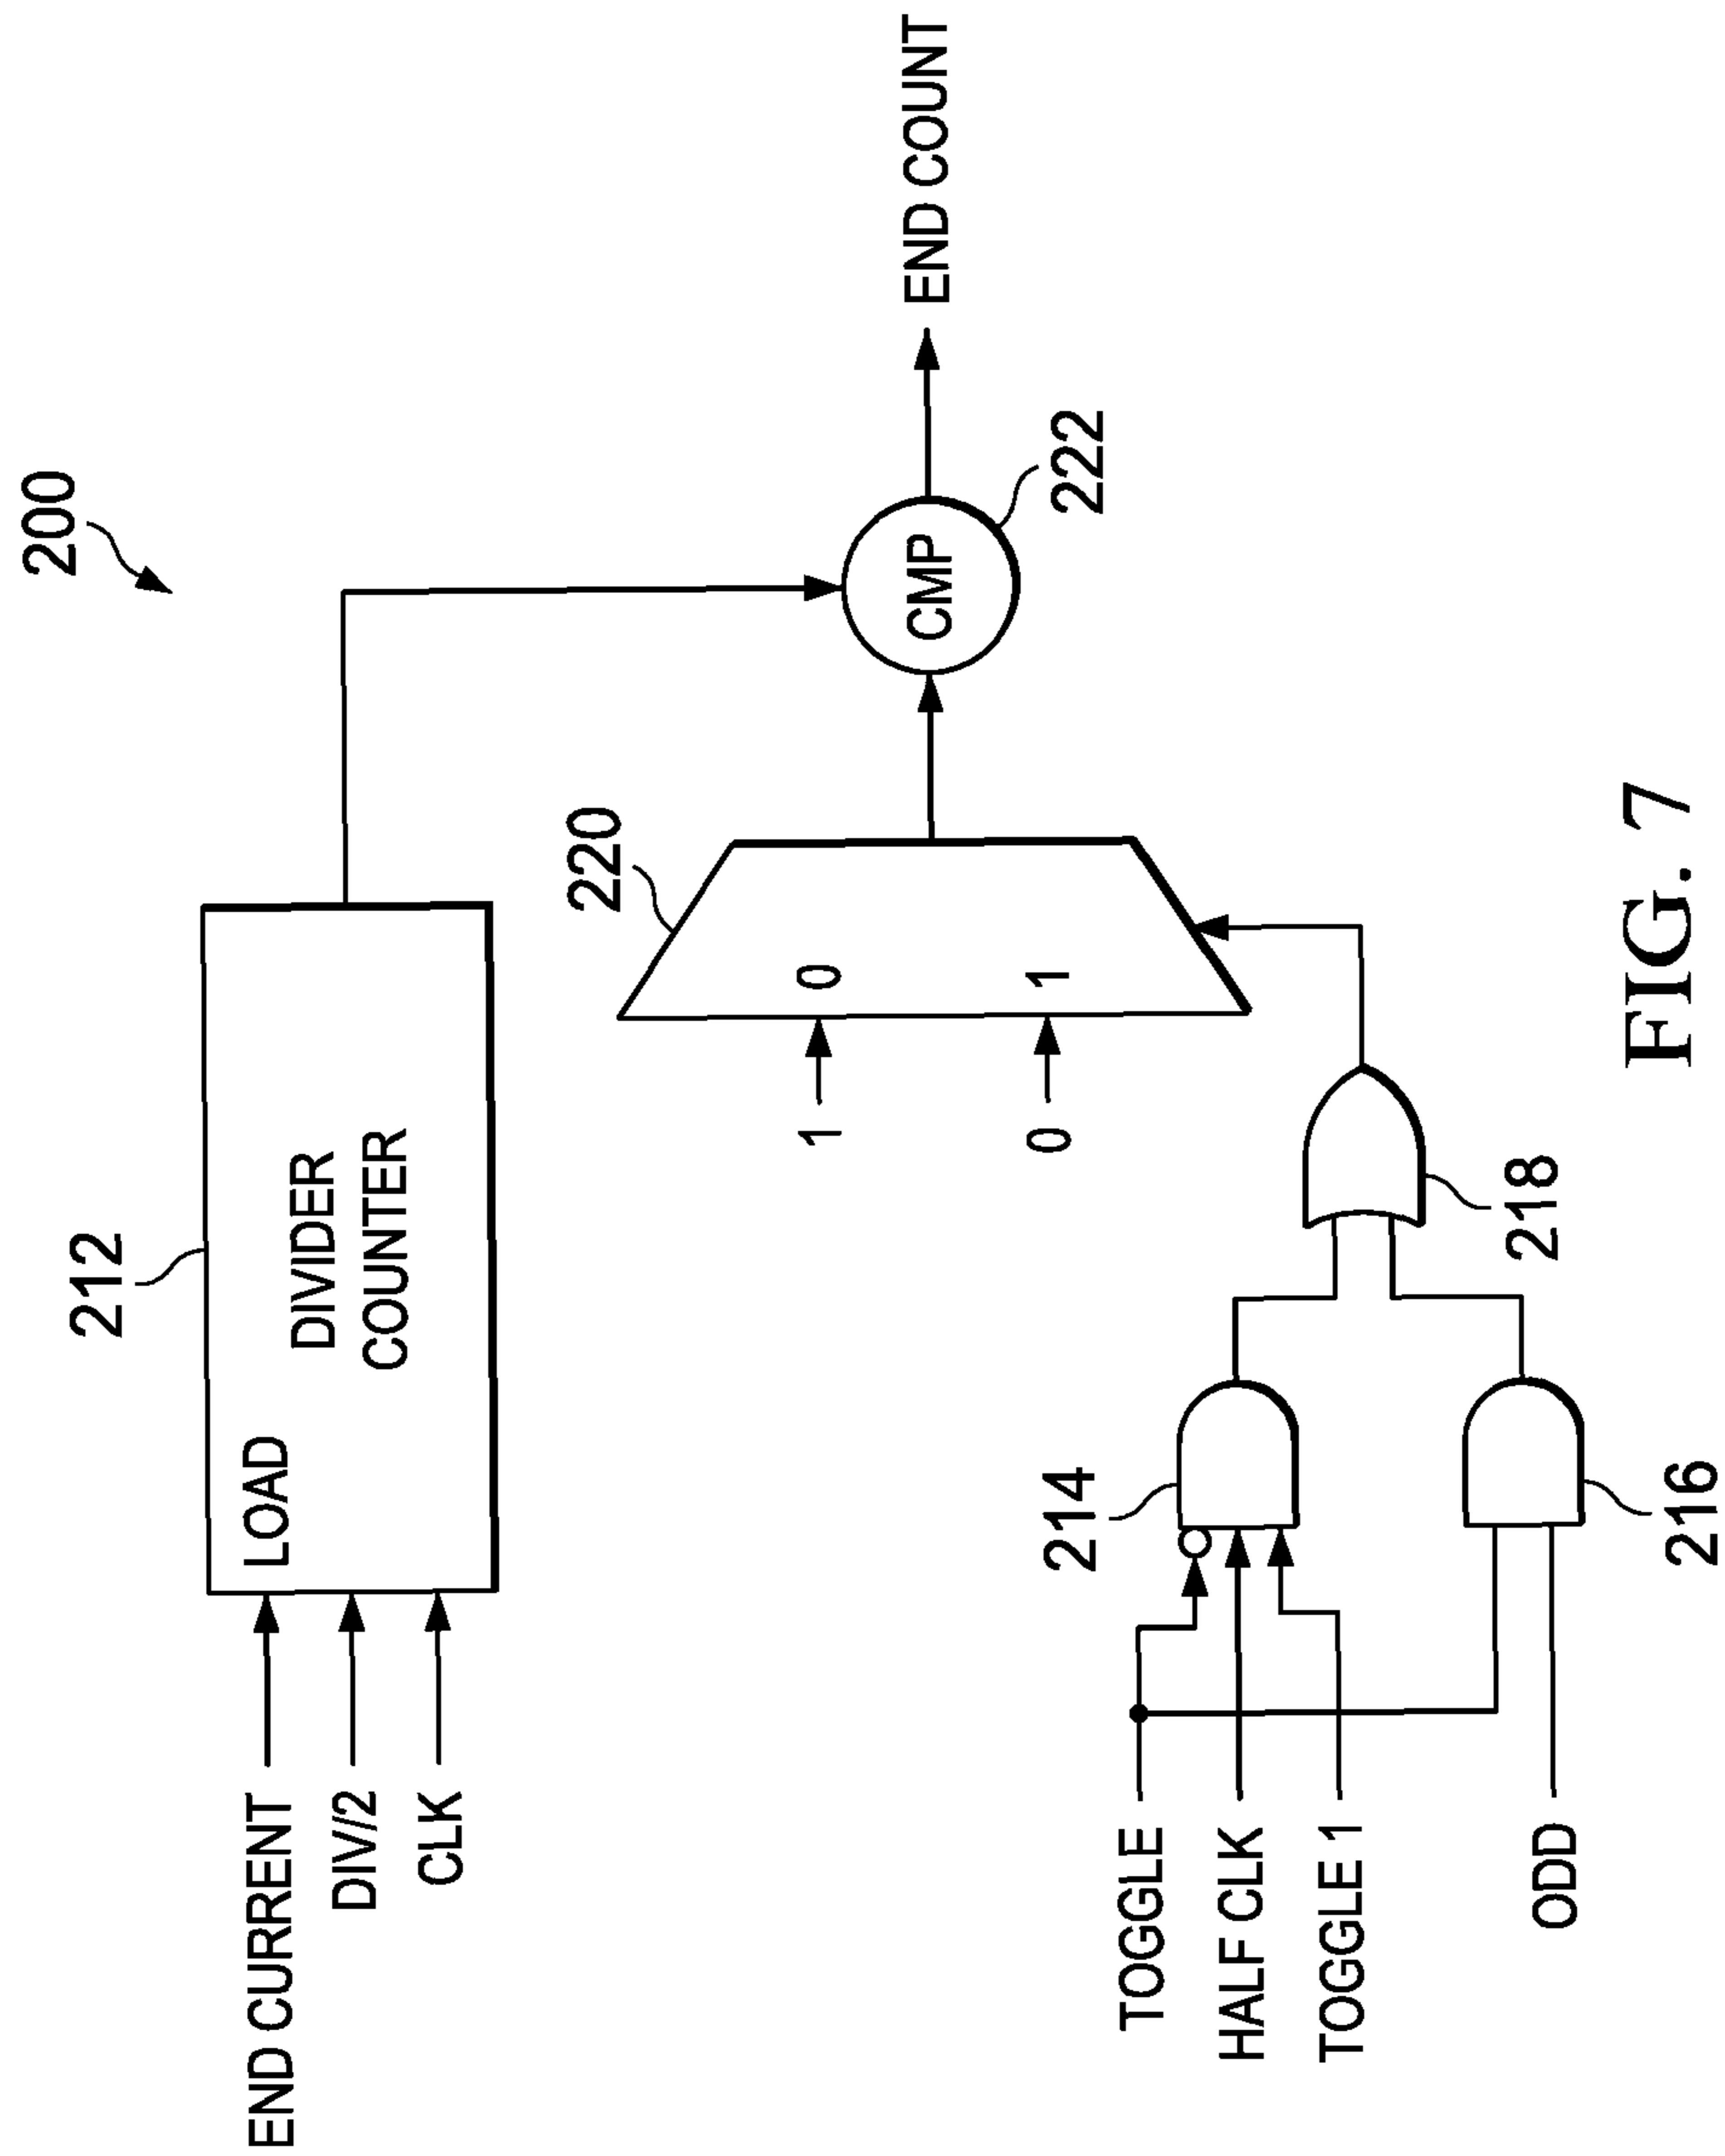 200
212
END CURRENT
LOAD
DIV//2
DIVIDER
COUNTER
CLK
220
1
0
0
1
CMP
END COUNT
222
TOGGLE
214
HALF CLK
TOGGLE 1
218
ODD
216
FIG. 7